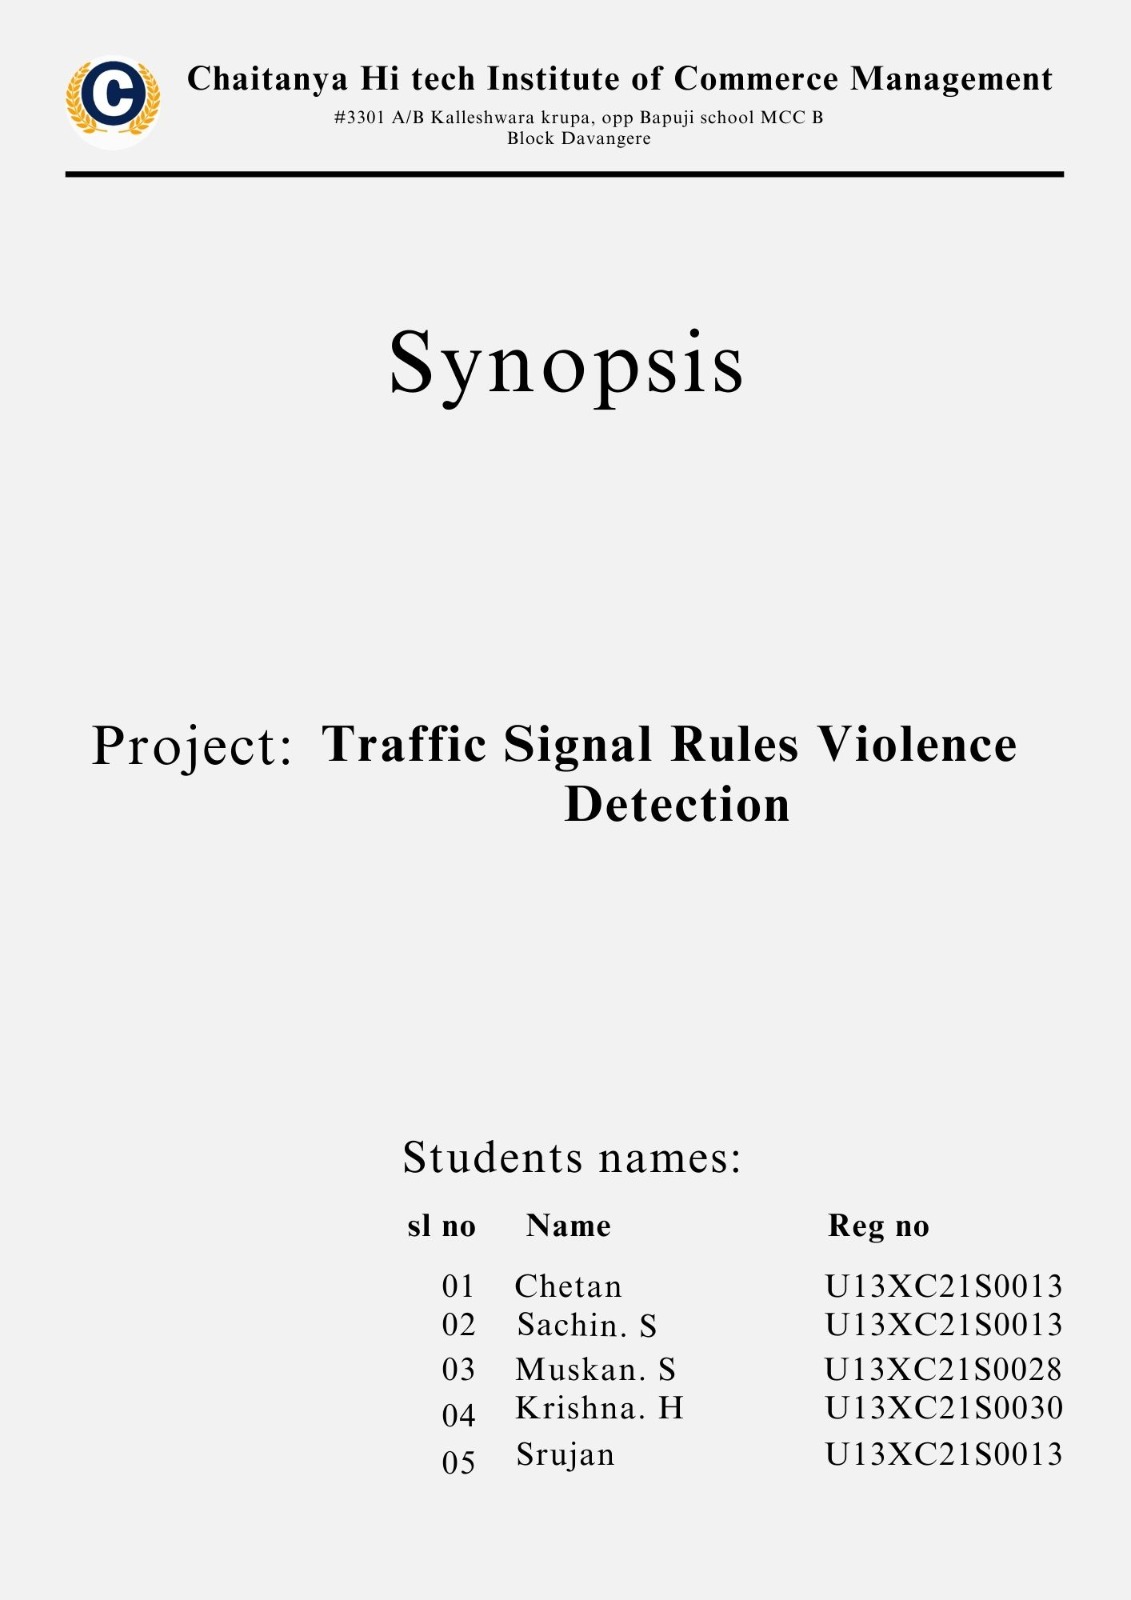 C
Chaitanya Hi tech Institute of Commerce Management
#3301 A/B Kalleshwara krupa, opp Bapuji school MCC B
Block Davangere
Synopsis
Project: Traffic Signal Rules Violence
Detection
Students names:
sl no Name Reg no
01 Chetan U13XC21S0013
02 Sachin. S U13XC21S0013
03 Muskan. S U13XC21S0028
04 Krishna. H U13XC21S0030
05 Srujan U13XC21S0013